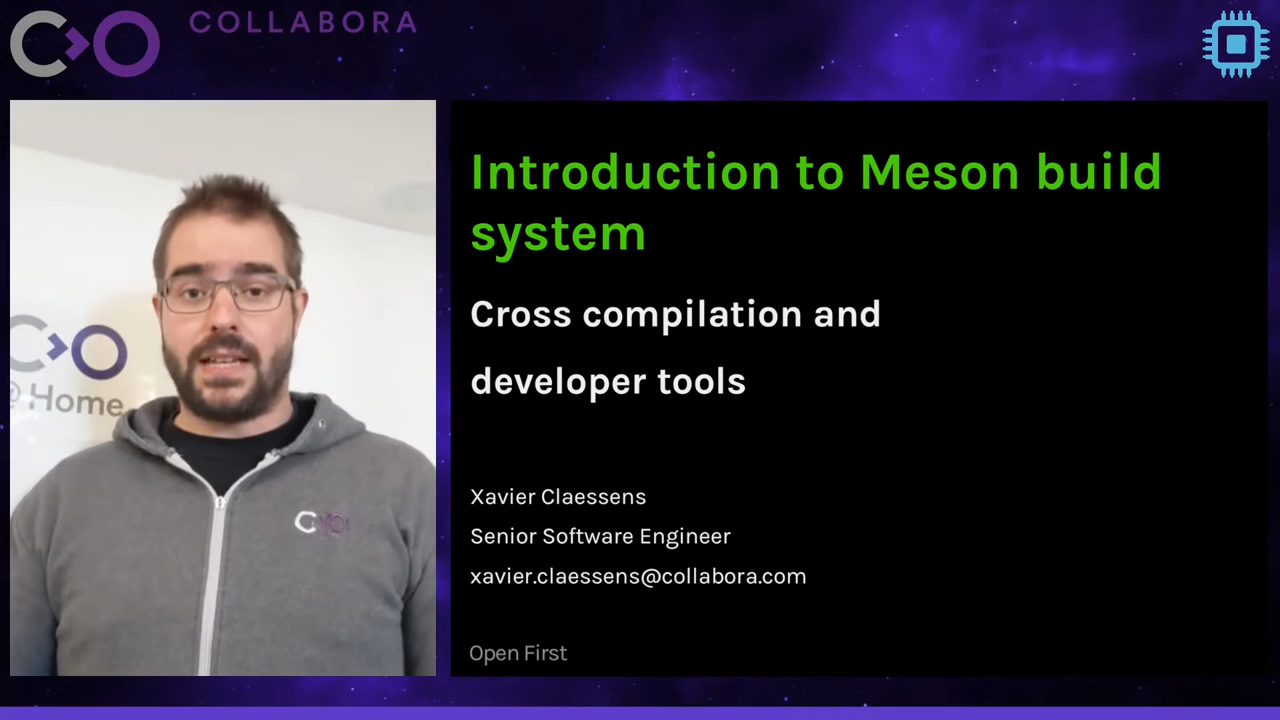 COLLABORA
@ Home
Introduction to Meson build
system
Cross compilation and
developer tools
Xavier Claessens
Senior Software Engineer
xavier.claessens@collabora.com
Open First